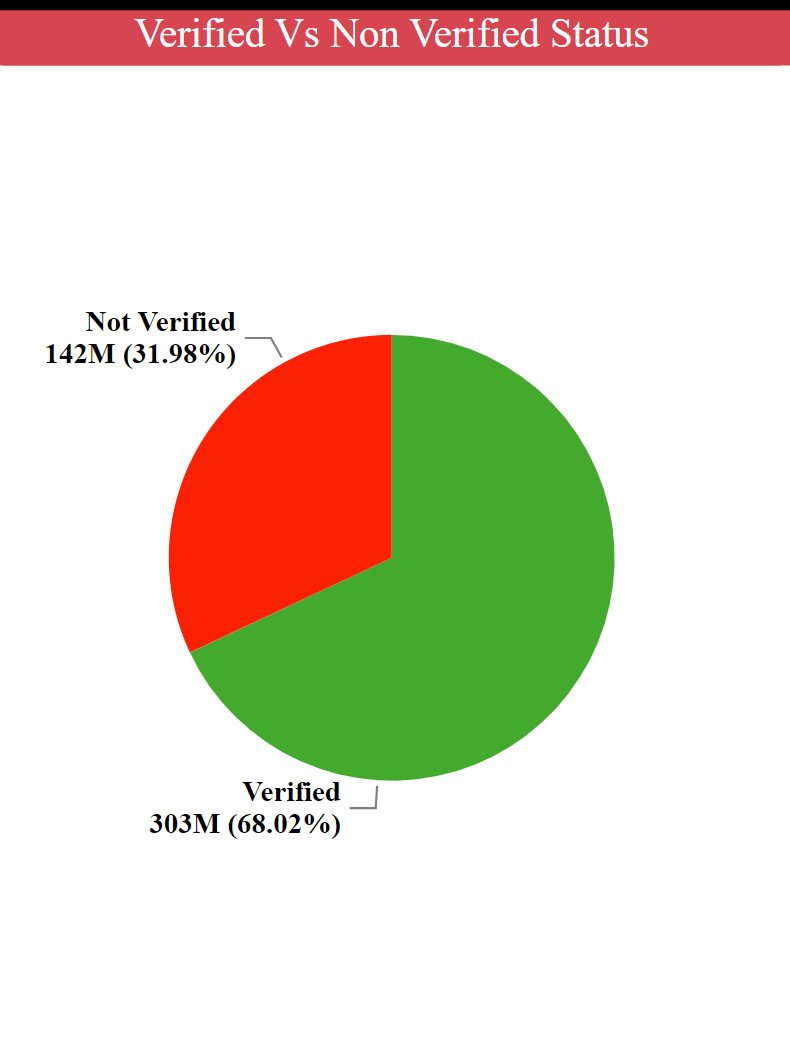 Verified Vs Non Verified Status
Not Verified
142M (31.98%)
Verified
303M (68.02%)